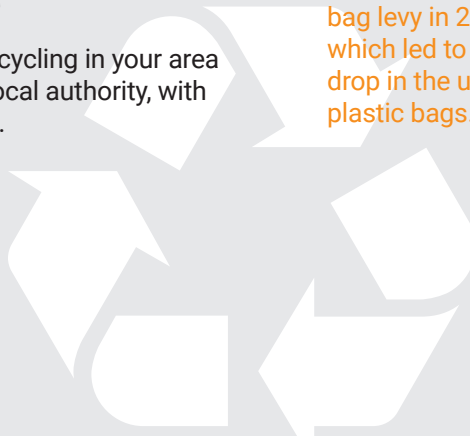 cycling in your area
ocal authority, with
.
bag levy in 2
which led to
drop in the u
plastic bags